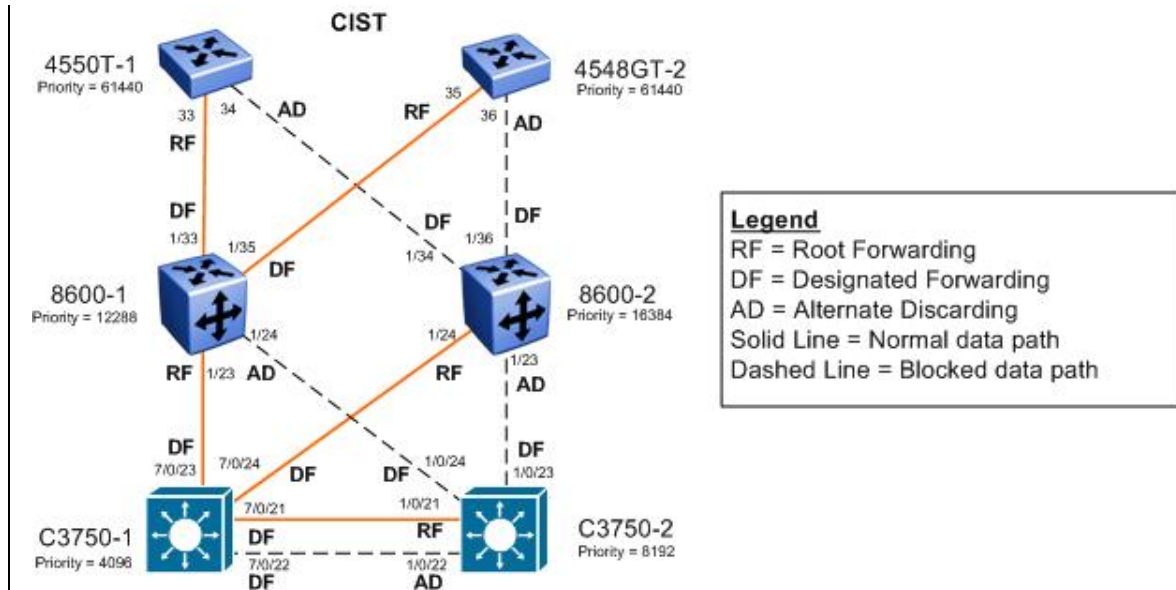 CIST
4550T-1
Priority = 61440
4548GT-2
Priority = 61440
33
34
AD
35
36
RF
RF
AD
DF
DF
DF
1/33
1/35
DF
1/34
1/36
8600-1
Priority = 12288
8600-2
Priority = 16384
1/24
AD
1/24
RF
1/23
RF
1/23
AD
DF
7/0/23
7/0/24
DF
DF
1/0/24
DF
1/0/23
7/0/21
1/0/21
C3750-1
Priority = 4096
DF
RF
C3750-2
Priority = 8192
7/0/22
1/0/22
DF
AD
Legend
RF = Root Forwarding
DF = Designated Forwarding
AD = Alternate Discarding
Solid Line = Normal data path
Dashed Line = Blocked data path